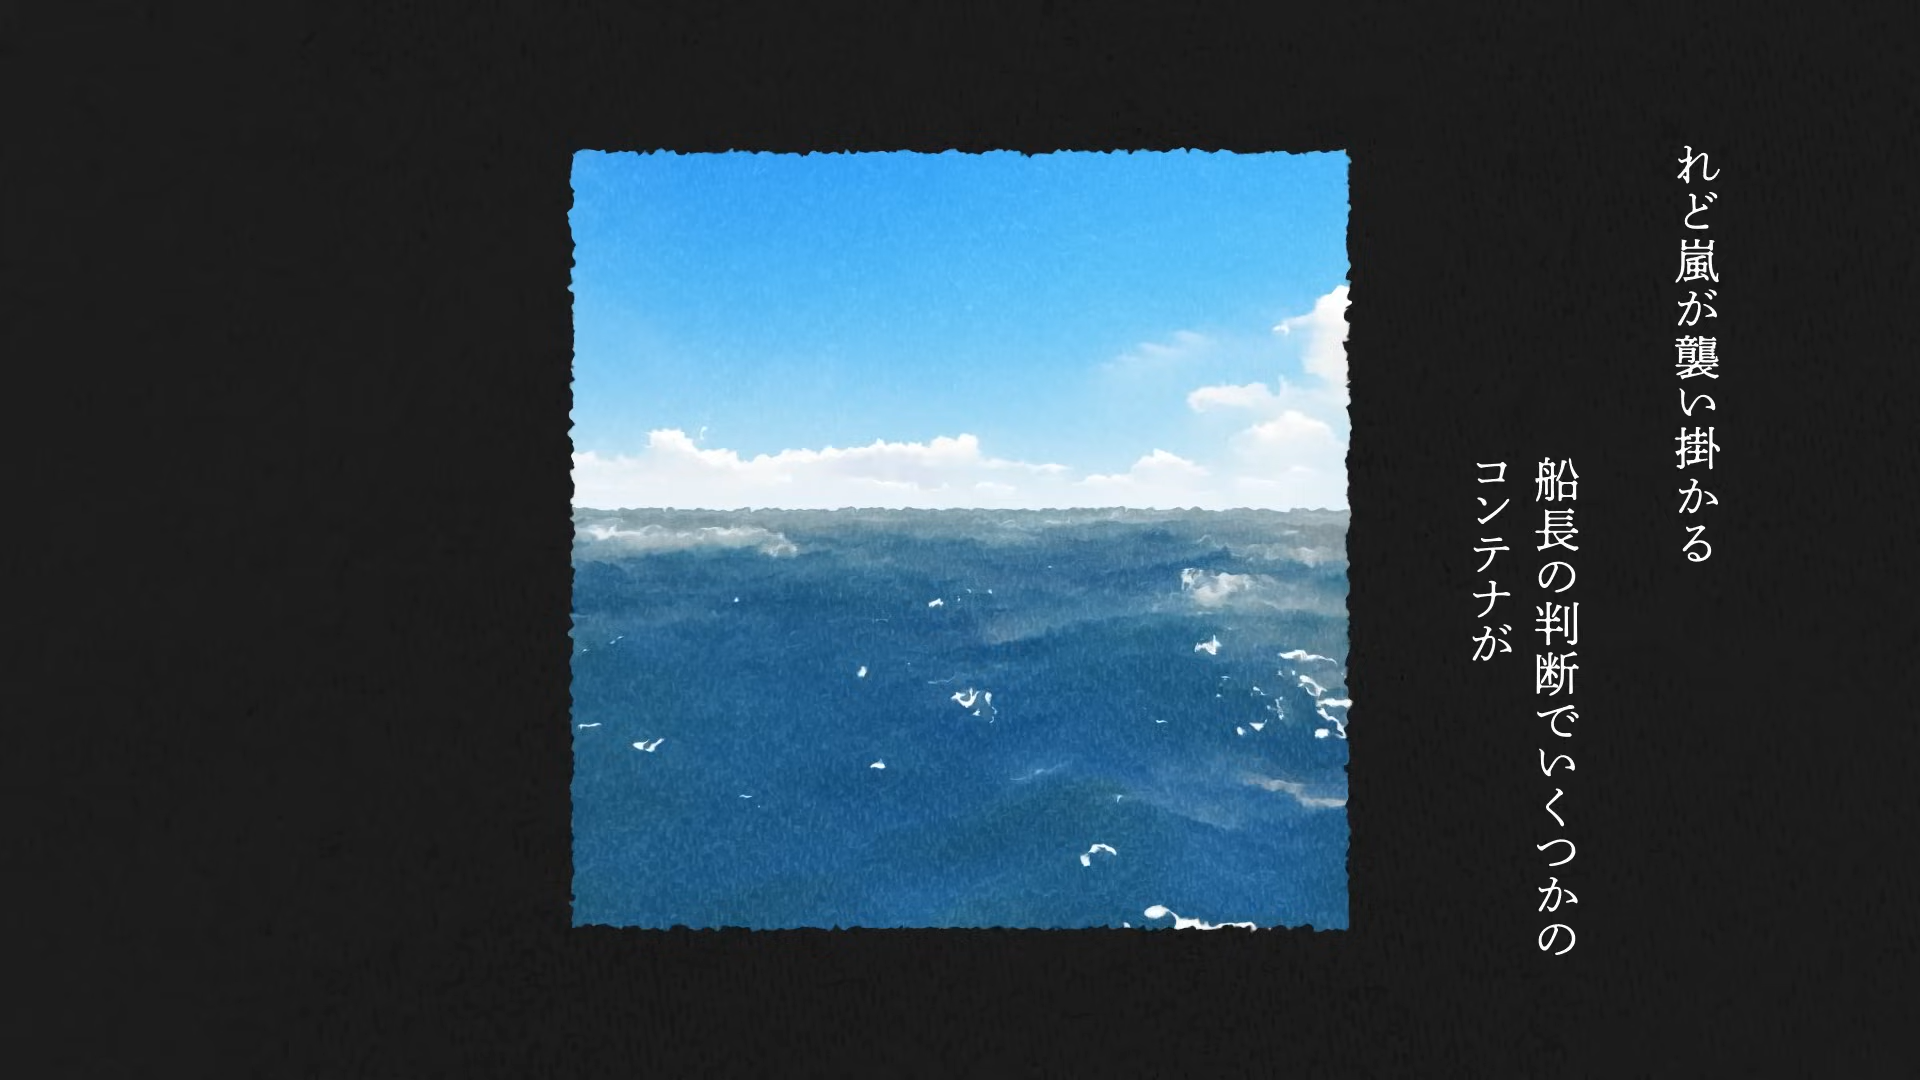 れど嵐が襲い掛かる
船長の判断でいくつかの
コンテナが